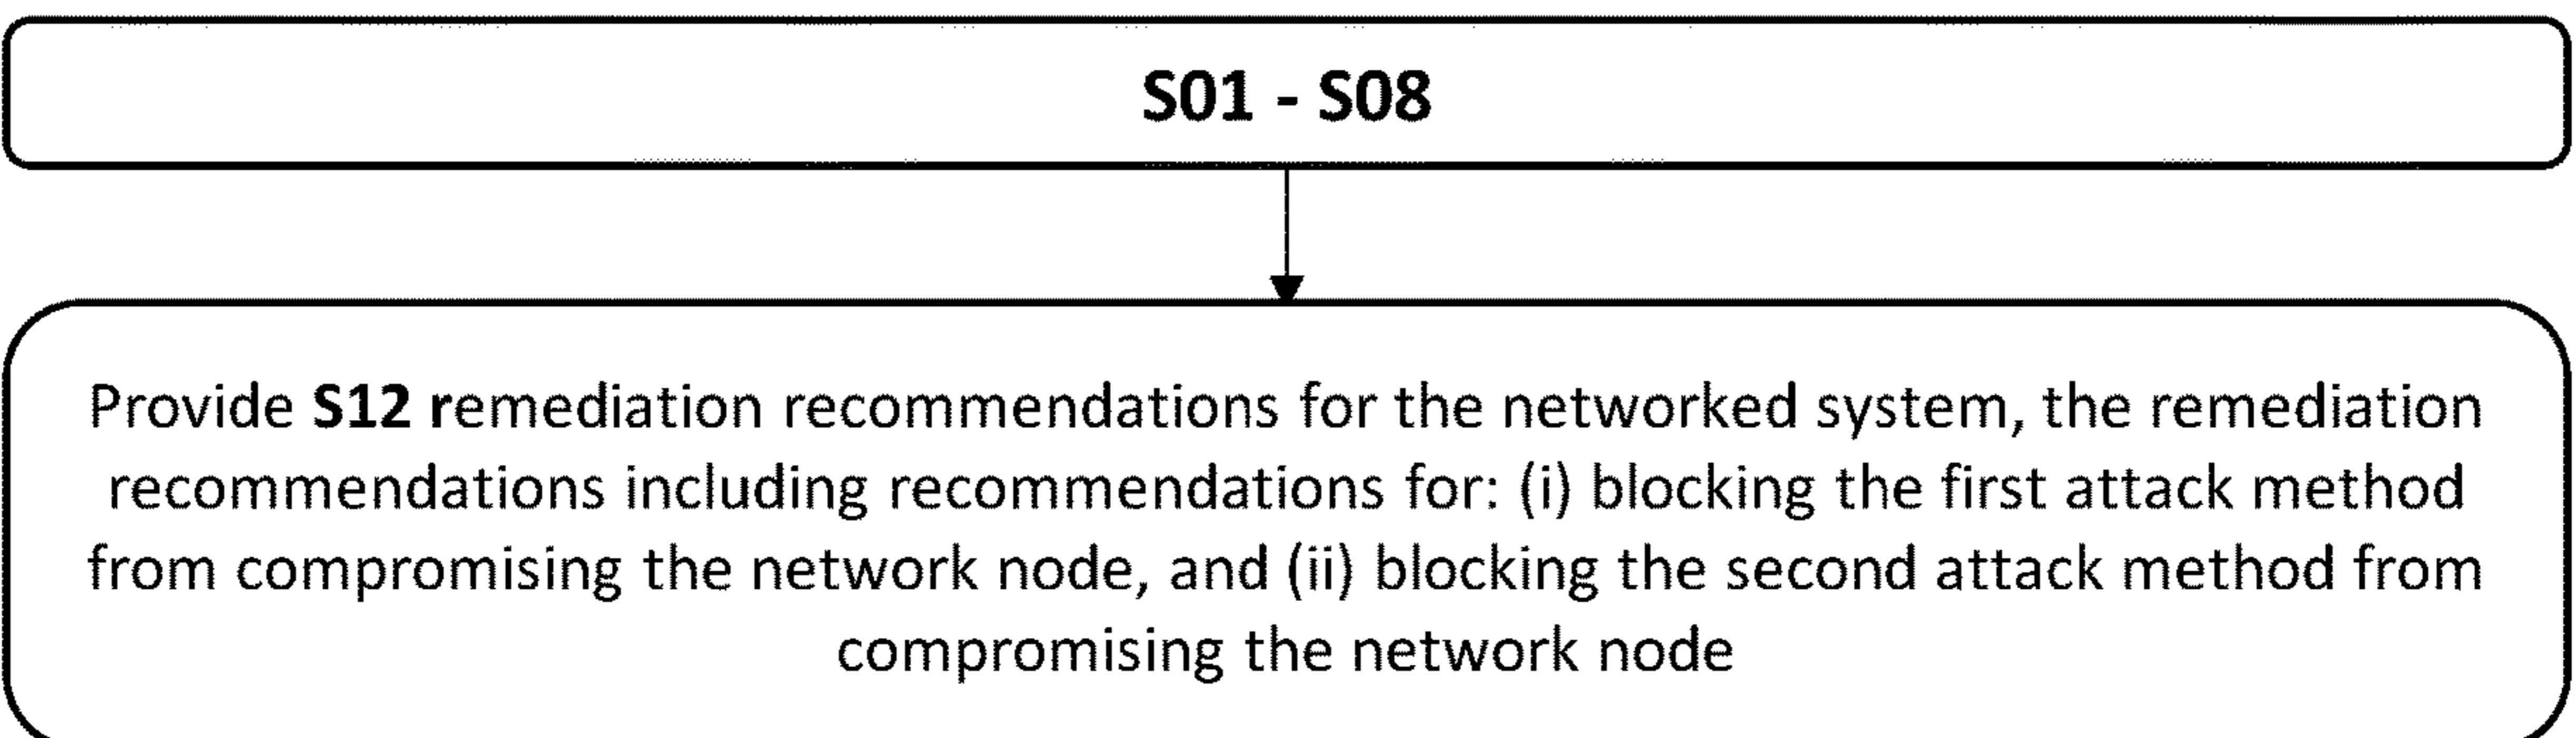 S01 - S08
Provide S12 remediation recommendations for the networked system, the remediation
recommendations including recommendations for: (i) blocking the first attack method
from compromising the network node, and (ii) blocking the second attack method from
compromising the network node